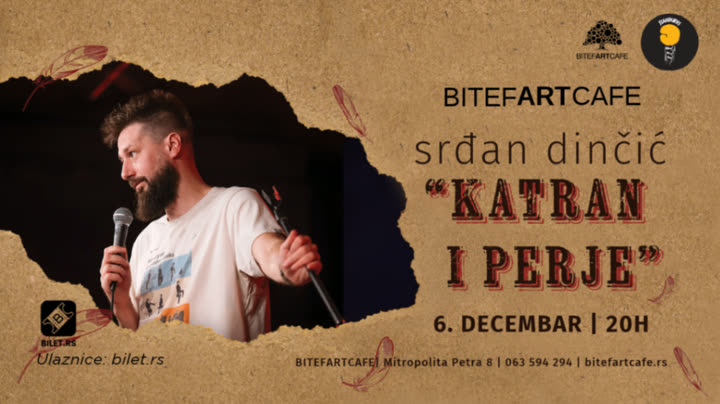 BITEFARTCAFE
BITEFARTCAFE
srđan dinčić
“KATRAN
I PERJE”
6. DECEMBAR | 20H
BILET.RS
Ulaznice: bilet.rs
BITEFARTCAFE| Mitropolita Petra 8 | 063 594 294 | bitefartcafe.rs